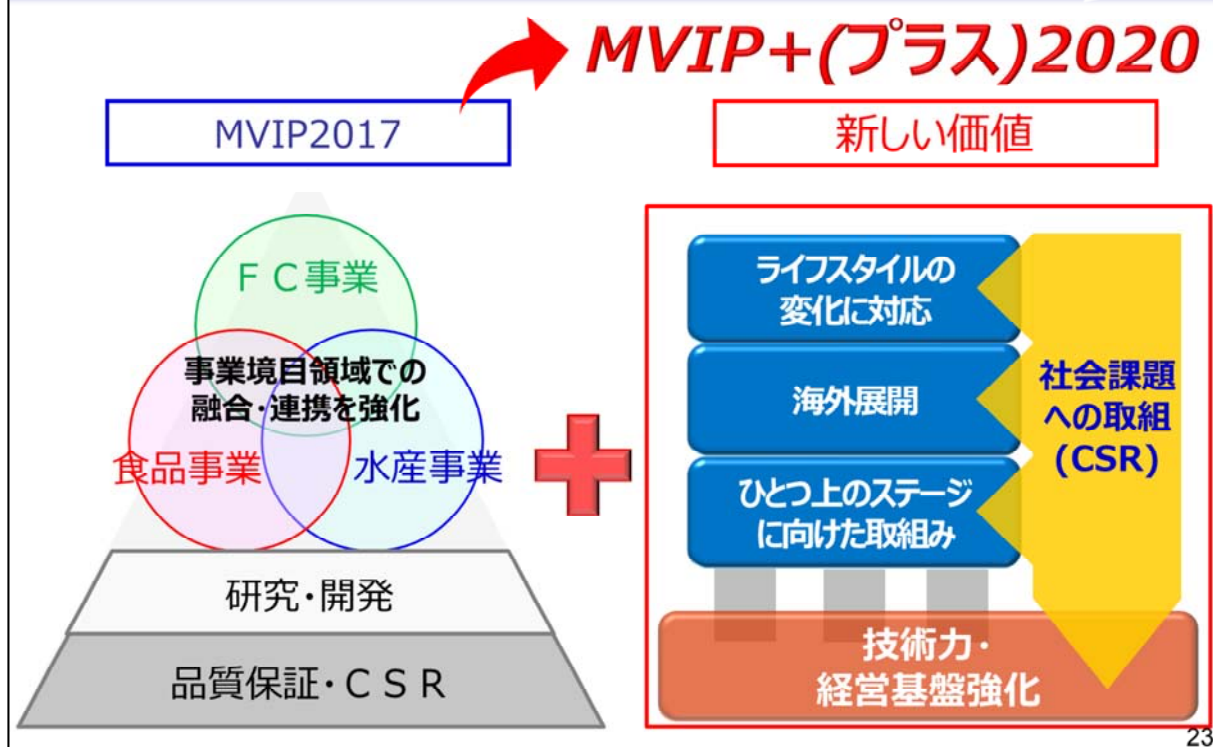 MVIP+(プラス)2020
MVIP2017
新しい価値
ＦＣ事業
事業境目領域での
融合・連携を強化
食品事業
水産事業
研究・開発
品質保証・ＣＳＲ
ライフスタイルの
変化に対応
海外展開
ひとつ上のステージ
に向けた取組み
社会課題
への取組
(CSR)
技術力・
経営基盤強化
23